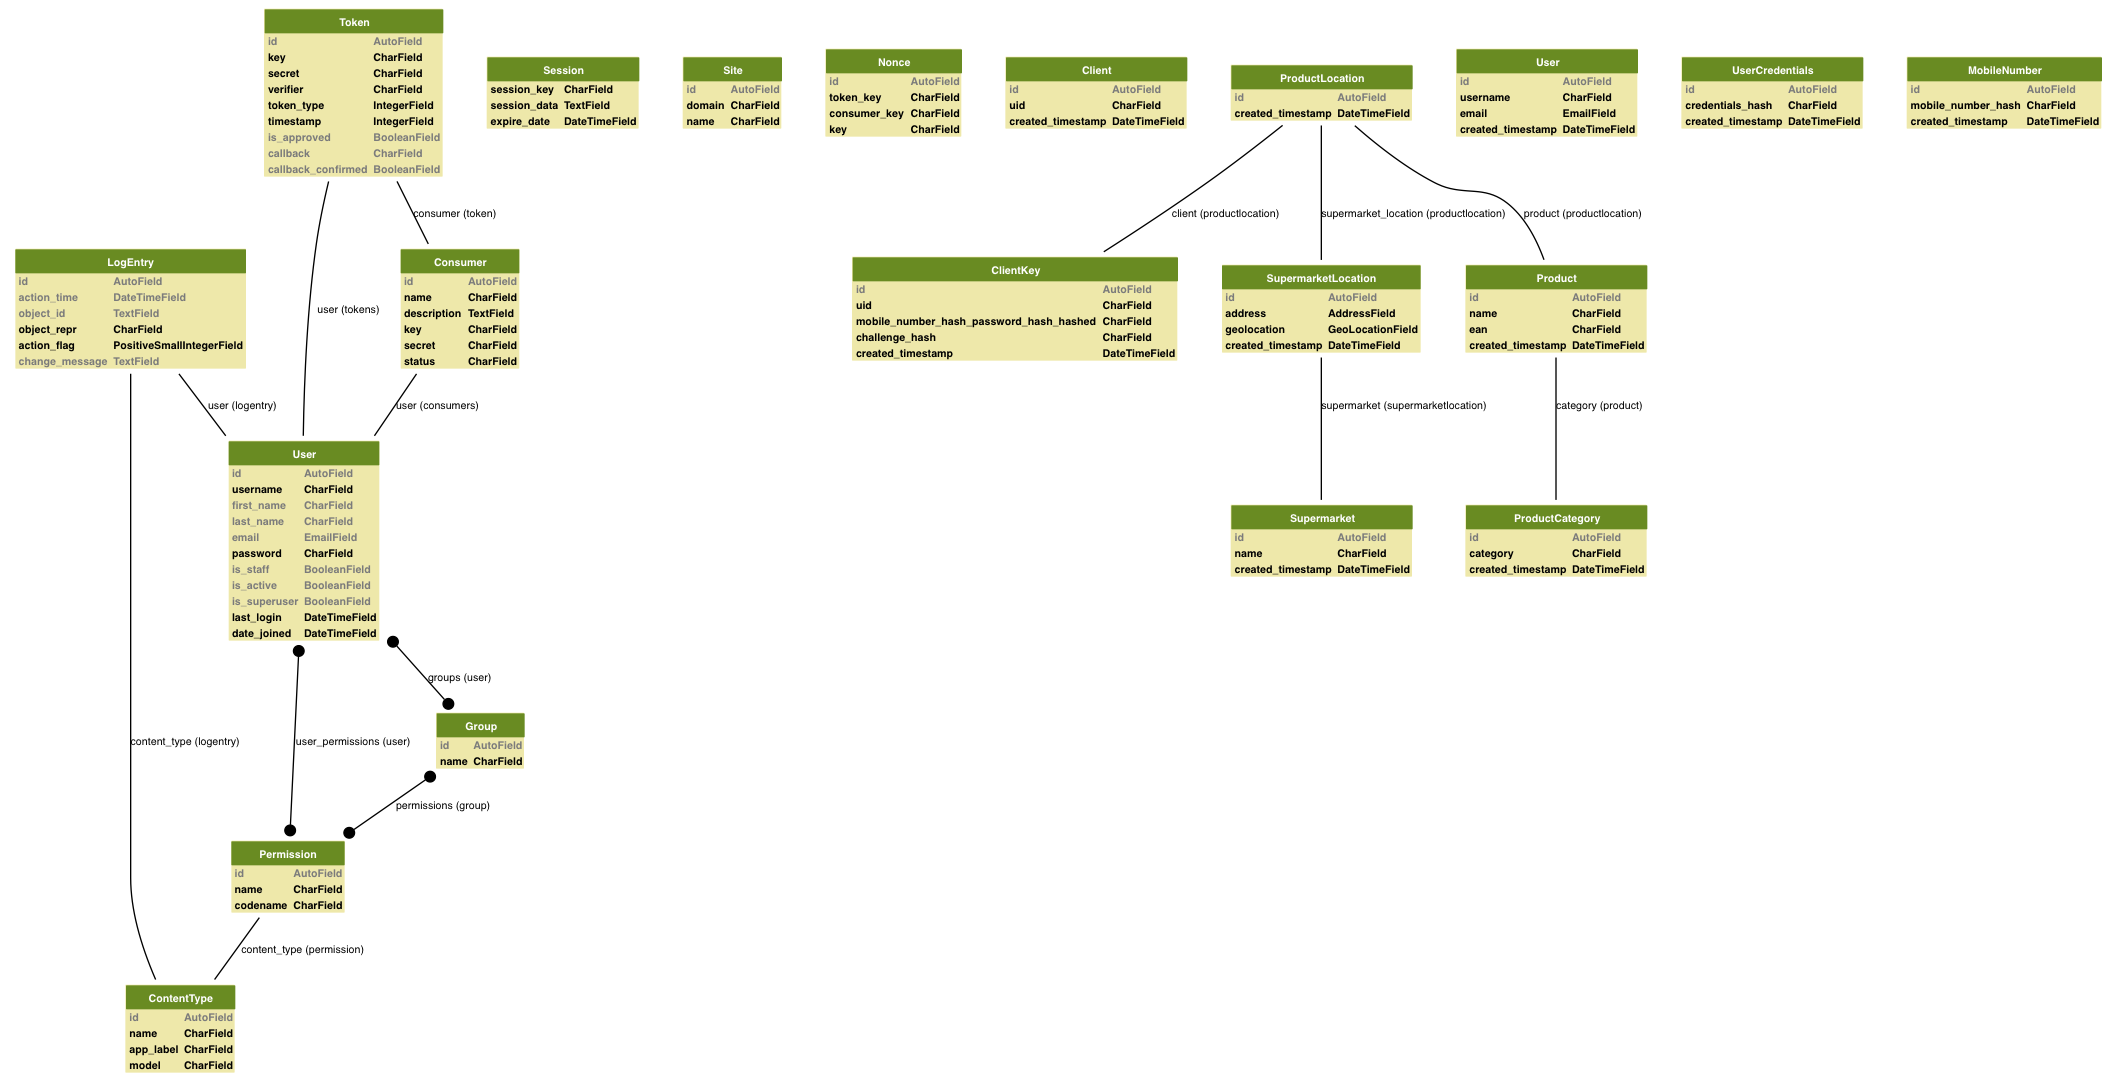 Token
id AutoField
key CharField
secret CharField
verifier CharField
token_type IntegerField
timestamp IntegerField
is_approved BooleanField
callback CharField
callback_confirmed BooleanField
Session
session_key CharField
session_data TextField
expire_date DateTimeField
Site
id AutoField
domain CharField
name CharField
Nonce
id AutoField
token_key CharField
consumer_key CharField
key CharField
Client
id AutoField
uid CharField
created_timestamp DateTimeField
ProductLocation
id AutoField
created_timestamp DateTimeField
User
id AutoField
username CharField
email EmailField
created_timestamp DateTimeField
UserCredentials
id AutoField
credentials_hash CharField
created_timestamp DateTimeField
MobileNumber
id AutoField
mobile_number_hash CharField
created_timestamp DateTimeField
consumer (token)
client (productlocation)
supermarket_location (productlocation)
product (productlocation)
LogEntry
id AutoField
action_time DateTimeField
object_id TextField
object_repr CharField
action_flag PositiveSmallIntegerField
change_message TextField
user (tokens)
Consumer
id AutoField
name CharField
description TextField
key CharField
secret CharField
status CharField
ClientKey
id AutoField
uid CharField
mobile_number_hash_password_hash_hashed CharField
challenge_hash CharField
created_timestamp DateTimeField
SupermarketLocation
id AutoField
address AddressField
geolocation GeoLocationField
created_timestamp DateTimeField
Product
id AutoField
name CharField
ean CharField
created_timestamp DateTimeField
user (logentry)
user (consumers)
supermarket (supermarketlocation)
category (product)
User
id AutoField
username CharField
first_name CharField
last_name CharField
email EmailField
password CharField
is_staff BooleanField
is_active BooleanField
is_superuser BooleanField
last_login DateTimeField
date_joined DateTimeField
Supermarket
id AutoField
name CharField
created_timestamp DateTimeField
ProductCategory
id AutoField
category CharField
created_timestamp DateTimeField
groups (user)
Group
id AutoField
name CharField
content_type (logentry)
user_permissions (user)
permissions (group)
Permission
id AutoField
name CharField
codename CharField
content_type (permission)
ContentType
id AutoField
name CharField
app_label CharField
model CharField